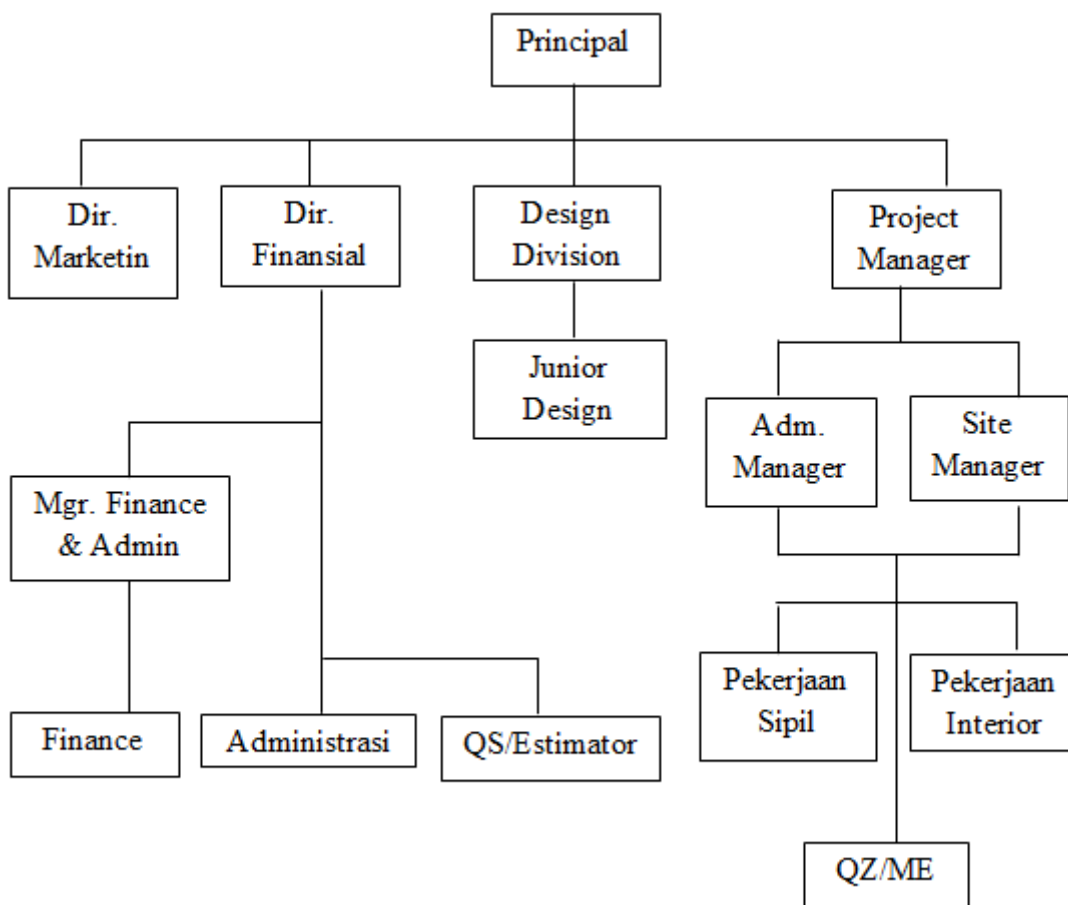 Principal
Dir.
Marketin
Dir.
Finansial
Design
Division
Project
Manager
Junior
Design
Adm.
Manager
Site
Manager
Mgr. Finance
& Admin
Pekerjaan
Sipil
Pekerjaan
Interior
Finance
Administrasi
QS/Estimator
QZ/ME